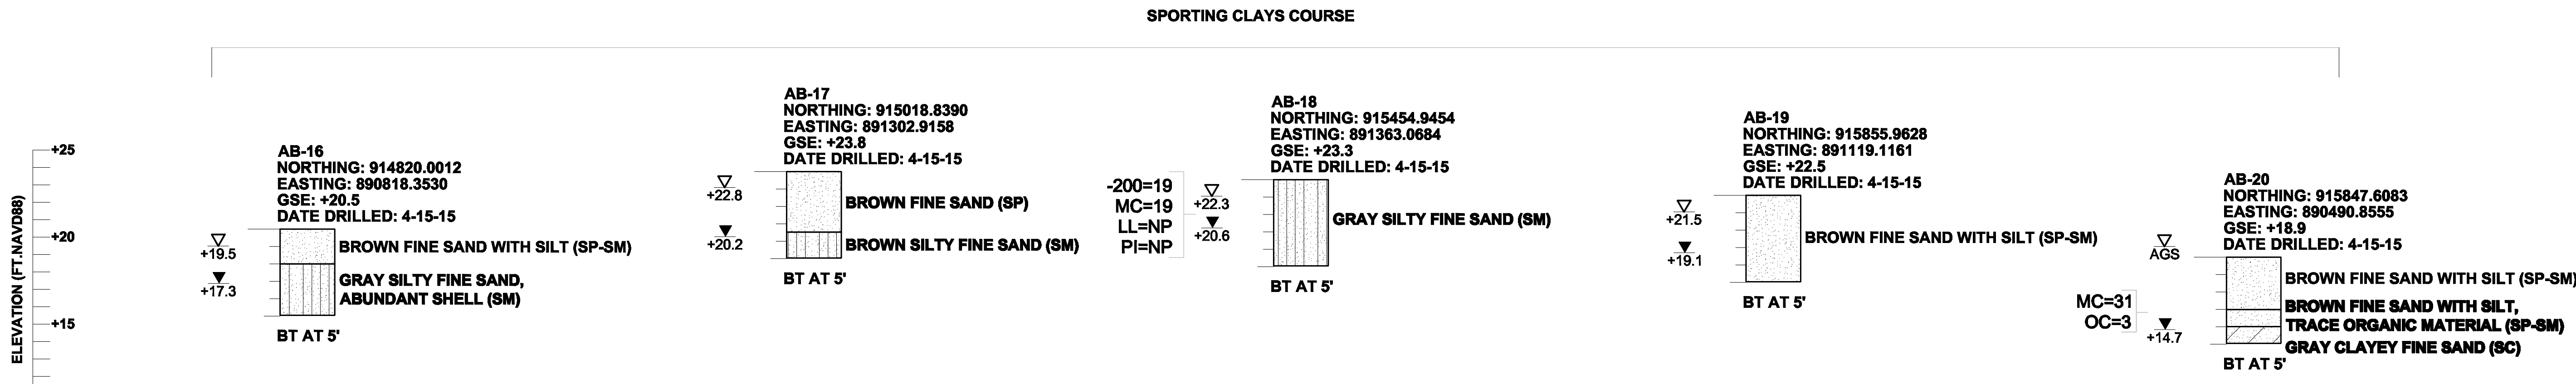 SPORTING CLAYS COURSE
ELEVATION (FT.NAVD88)
+25
+20
+15
AB-16
NORTHING: 914820.0012
EASTING: 890818.3530
GSE: +20.5
DATE DRILLED: 4-15-15
+19.5
+17.3
BROWN FINE SAND WITH SILT (SP-SM)
GRAY SILTY FINE SAND,
ABUNDANT SHELL (SM)
BT AT 5'
AB-17
NORTHING: 915018.8390
EASTING: 891302.9158
GSE: +23.8
DATE DRILLED: 4-15-15
+22.8
+20.2
BROWN FINE SAND (SP)
BROWN SILTY FINE SAND (SM)
BT AT 5'
AB-18
NORTHING: 915454.9454
EASTING: 891363.0684
GSE: +23.3
DATE DRILLED: 4-15-15
-200=19
MC=19
LL=NP
PI=NP
+22.3
+20.6
GRAY SILTY FINE SAND (SM)
BT AT 5'
AB-19
NORTHING: 915855.9628
EASTING: 891119.1161
GSE: +22.5
DATE DRILLED: 4-15-15
+21.5
+19.1
BROWN FINE SAND WITH SILT (SP-SM)
BT AT 5'
AB-20
NORTHING: 915847.6083
EASTING: 890490.8555
GSE: +18.9
DATE DRILLED: 4-15-15
AGS
MC=31
OC=3
+14.7
BROWN FINE SAND WITH SILT (SP-SM)
BROWN FINE SAND WITH SILT,
TRACE ORGANIC MATERIAL (SP-SM)
GRAY CLAYEY FINE SAND (SC)
BT AT 5'